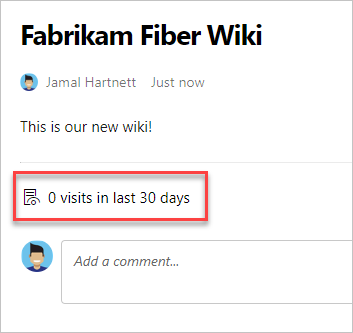 Fabrikam Fiber Wiki
Jamal Hartnett Just now
This is our new wiki!
0 visits in last 30 days
Add a comment...